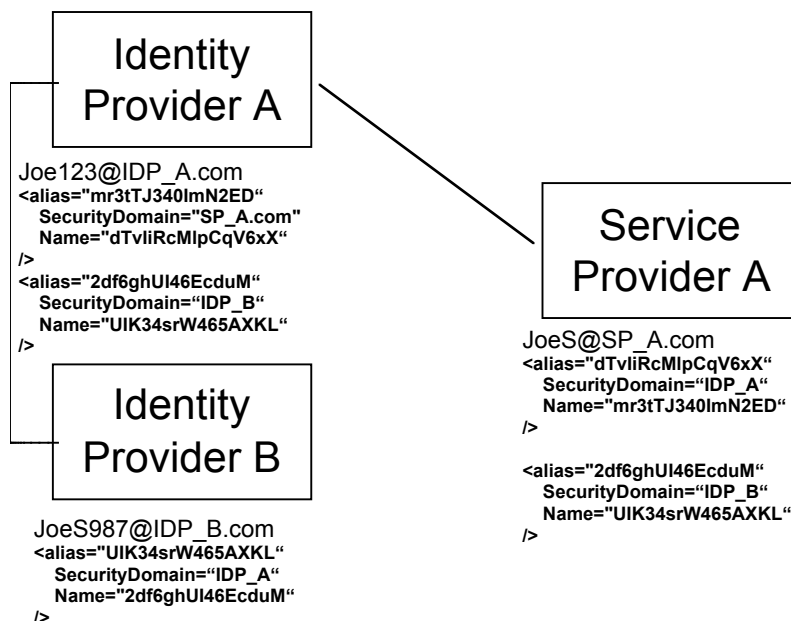 Identity
Provider A
Joe123@IDP_A.com
<alias="mr3tTJ340ImN2ED“
SecurityDomain="SP_A.com"
Name="dTvIiRcMlpCqV6xX“
/>
<alias="2df6ghUI46EcduM“
SecurityDomain=“IDP_B“
Name="UIK34srW465AXKL“
/>
Identity
Provider B
JoeS987@IDP_B.com
<alias="UIK34srW465AXKL“
SecurityDomain=“IDP_A“
Name="2df6ghUI46EcduM“
/>
Service
Provider A
JoeS@SP_A.com
<alias="dTvIiRcMlpCqV6xX“
SecurityDomain=“IDP_A“
Name="mr3tTJ340ImN2ED“
/>
<alias="2df6ghUI46EcduM“
SecurityDomain=“IDP_B“
Name="UIK34srW465AXKL“
/>